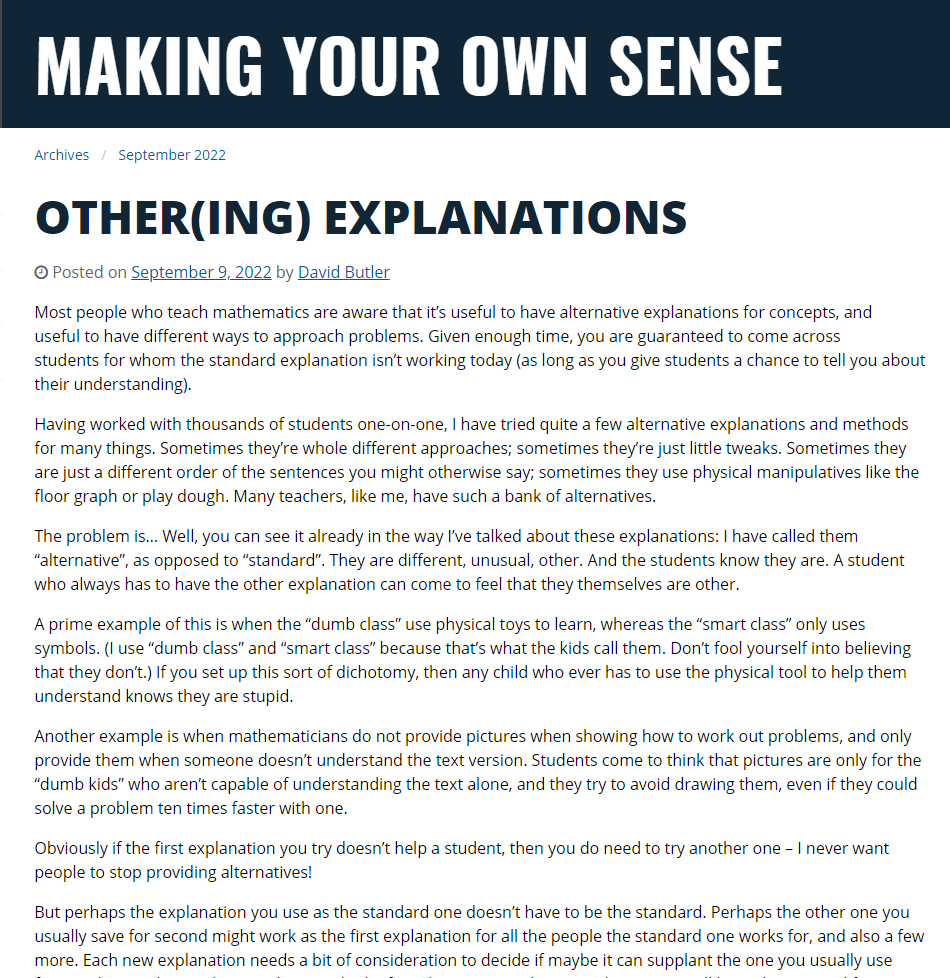 MAKING YOUR OWN SENSE
Archives / September 2022
OTHER(ING) EXPLANATIONS
Posted on September 9, 2022 by David Butler
Most people who teach mathematics are aware that it’s useful to have alternative explanations for concepts, and
useful to have different ways to approach problems. Given enough time, you are guaranteed to come across
students for whom the standard explanation isn’t working today (as long as you give students a chance to tell you about
their understanding).
Having worked with thousands of students one-on-one, I have tried quite a few alternative explanations and methods
for many things. Sometimes they’re whole different approaches; sometimes they’re just little tweaks. Sometimes they
are just a different order of the sentences you might otherwise say; sometimes they use physical manipulatives like the
floor graph or play dough. Many teachers, like me, have such a bank of alternatives.
The problem is… Well, you can see it already in the way I’ve talked about these explanations: I have called them
“alternative”, as opposed to “standard”. They are different, unusual, other. And the students know they are. A student
who always has to have the other explanation can come to feel that they themselves are other.
A prime example of this is when the “dumb class” use physical toys to learn, whereas the “smart class” only uses
symbols. (I use “dumb class” and “smart class” because that’s what the kids call them. Don’t fool yourself into believing
that they don’t.) If you set up this sort of dichotomy, then any child who ever has to use the physical tool to help them
understand knows they are stupid.
Another example is when mathematicians do not provide pictures when showing how to work out problems, and only
provide them when someone doesn’t understand the text version. Students come to think that pictures are only for the
“dumb kids” who aren’t capable of understanding the text alone, and they try to avoid drawing them, even if they could
solve a problem ten times faster with one.
Obviously if the first explanation you try doesn’t help a student, then you do need to try another one – I never want
people to stop providing alternatives!
But perhaps the explanation you use as the standard one doesn’t have to be the standard. Perhaps the other one you
usually save for second might work as the first explanation for all the people the standard one works for, and also a few
more. Each new explanation needs a bit of consideration to decide if maybe it can supplant the one you usually use